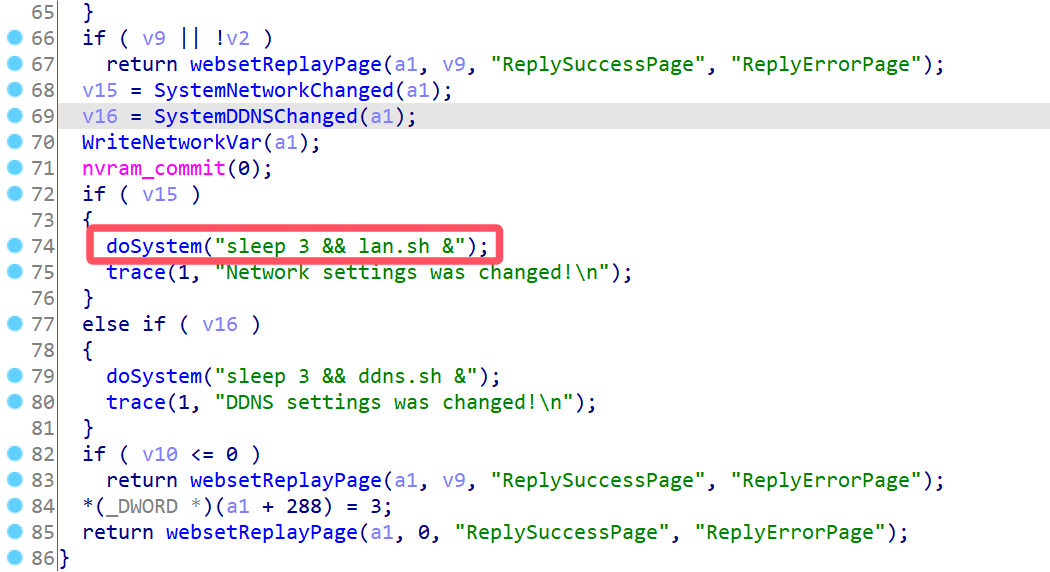 65   }
66   if ( v9 || !v2 )
67     return websetReplayPage(a1, v9, "ReplySuccessPage", "ReplyErrorPage");
68   v15 = SystemNetworkChanged(a1);
69   v16 = SystemDDNSChanged(a1);
70   WriteNetworkVar(a1);
71   nvram_commit(0);
72   if ( v15 )
73   {
74     doSystem("sleep 3 && lan.sh &");
75     trace(1, "Network settings was changed!\n");
76   }
77   else if ( v16 )
78   {
79     doSystem("sleep 3 && ddns.sh &");
80     trace(1, "DDNS settings was changed!\n");
81   }
82   if ( v10 <= 0 )
83     return websetReplayPage(a1, v9, "ReplySuccessPage", "ReplyErrorPage");
84   *(_DWORD *)(a1 + 288) = 3;
85   return websetReplayPage(a1, 0, "ReplySuccessPage", "ReplyErrorPage");
86 }